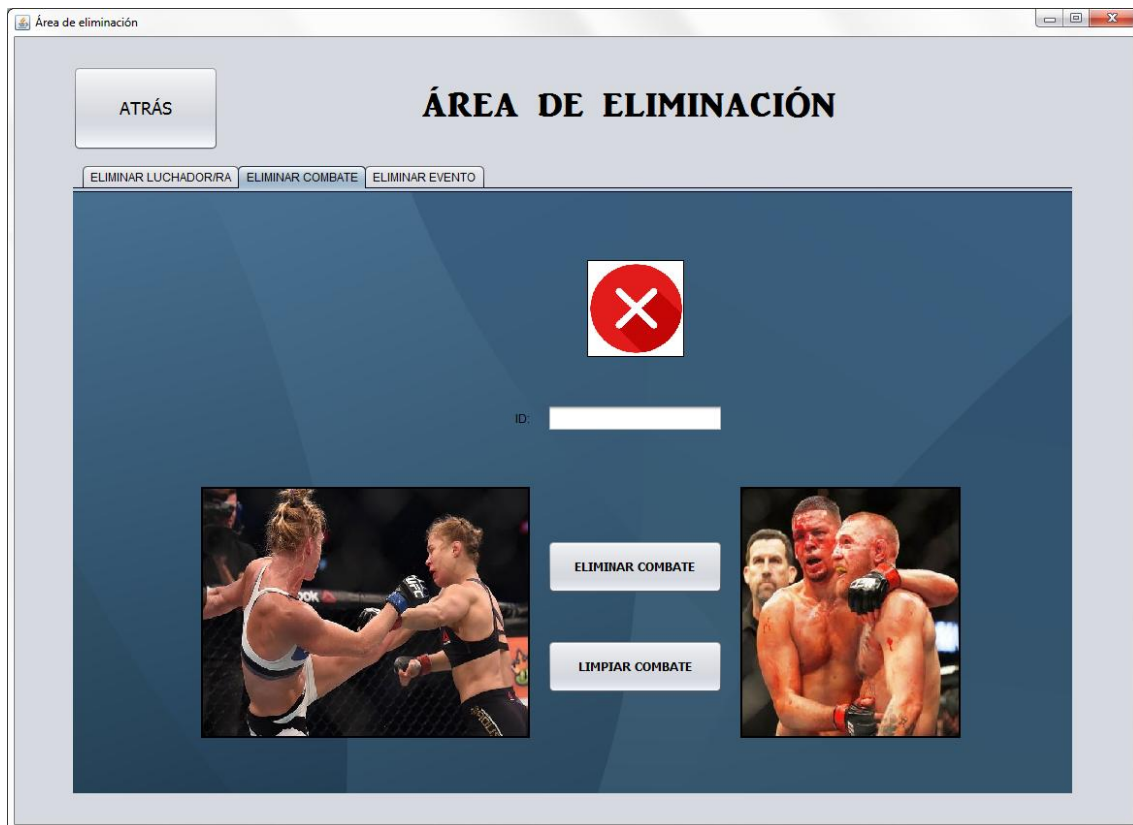 Área de eliminación
ATRÁS
ÁREA DE ELIMINACIÓN
ELIMINAR LUCHADOR/RA
ELIMINAR COMBATE
ELIMINAR EVENTO
ID:
UFC
ELIMINAR COMBATE
LIMPIAR COMBATE